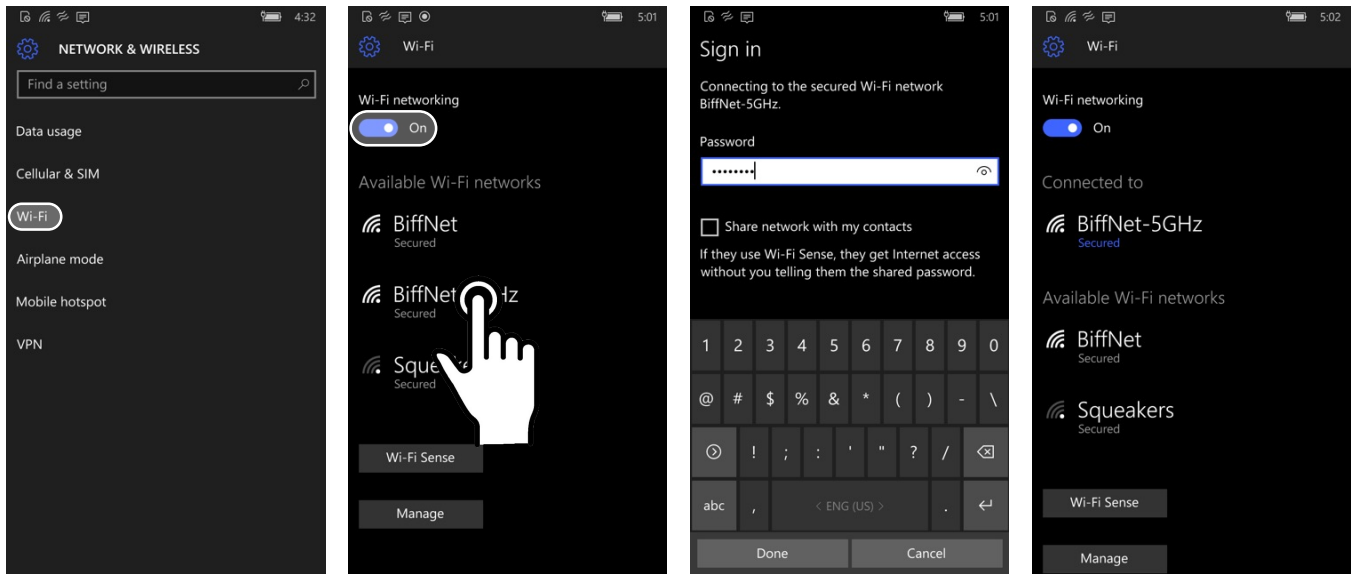 4:32
NETWORK & WIRELESS
Find a setting
Data usage
Cellular & SIM
Wi-Fi
Airplane mode
Mobile hotspot
VPN
5:01
Wi-Fi
Wi-Fi networking
On
Available Wi-Fi networks
BiffNet
Secured
BiffNet Hz
Secured
Sque
Secured
Wi-Fi Sense
Manage
5:01
Sign in
Connecting to the secured Wi-Fi network
BiffNet-5GHz.
Password
••••••••
Share network with my contacts
If they use Wi-Fi Sense, they get Internet access
without you telling them the shared password.
1 2 3 4 5 6 7 8 9 0
@ # $ % & * ( ) - \
! ; : ' " ? /
abc , < ENG (US) > .
Done Cancel
5:02
Wi-Fi
Wi-Fi networking
On
Connected to
BiffNet-5GHz
Secured
Available Wi-Fi networks
BiffNet
Secured
Squeakers
Secured
Wi-Fi Sense
Manage